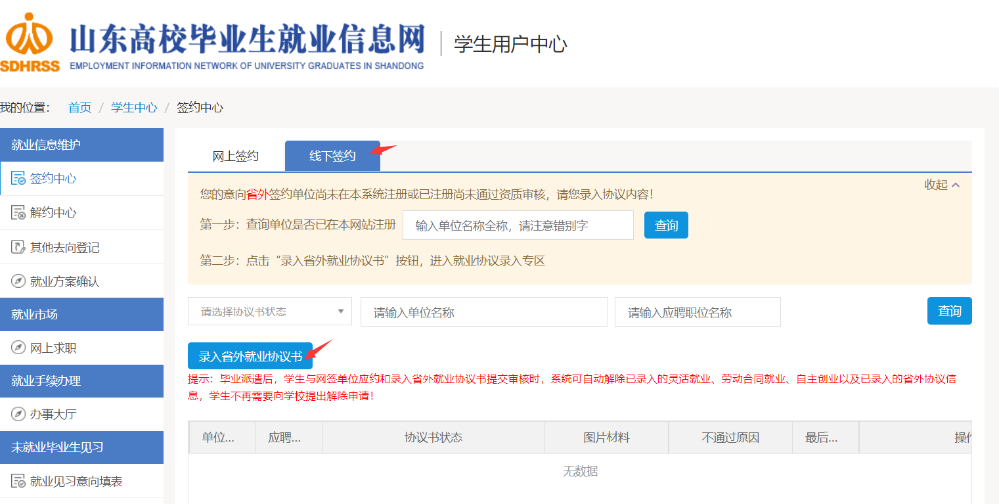 山东高校毕业生就业信息网
学生用户中心
SDHRSS
EMPLOYMENT INFORMATION NETWORK OF UNIVERSITY GRADUATES IN SHANDONG
我的位置： 首页 / 学生中心 / 签约中心
就业信息维护
签约中心
解约中心
其他去向登记
就业方案确认
就业市场
网上求职
就业手续办理
办事大厅
未就业毕业生见习
就业见习意向填表
网上签约 线下签约
收起
您的意向省外签约单位尚未在本系统注册或已注册尚未通过资质审核，请您录入协议内容！
第一步：查询单位是否已在本网站注册 输入单位名称全称，请注意错别字 查询
第二步：点击“录入省外就业协议书”按钮，进入就业协议录入专区
请选择协议书状态 请输入单位名称 请输入应聘职位名称 查询
录入省外就业协议书
提示：毕业派遣后，学生与网签单位应约和录入省外就业协议书提交审核时，系统可自动解除已录入的灵活就业、劳动合同就业、自主创业以及已录入的省外协议信
息，学生不再需要向学校提出解除申请！
单位... 应聘... 协议书状态 图片材料 不通过原因 最后... 操作
无数据